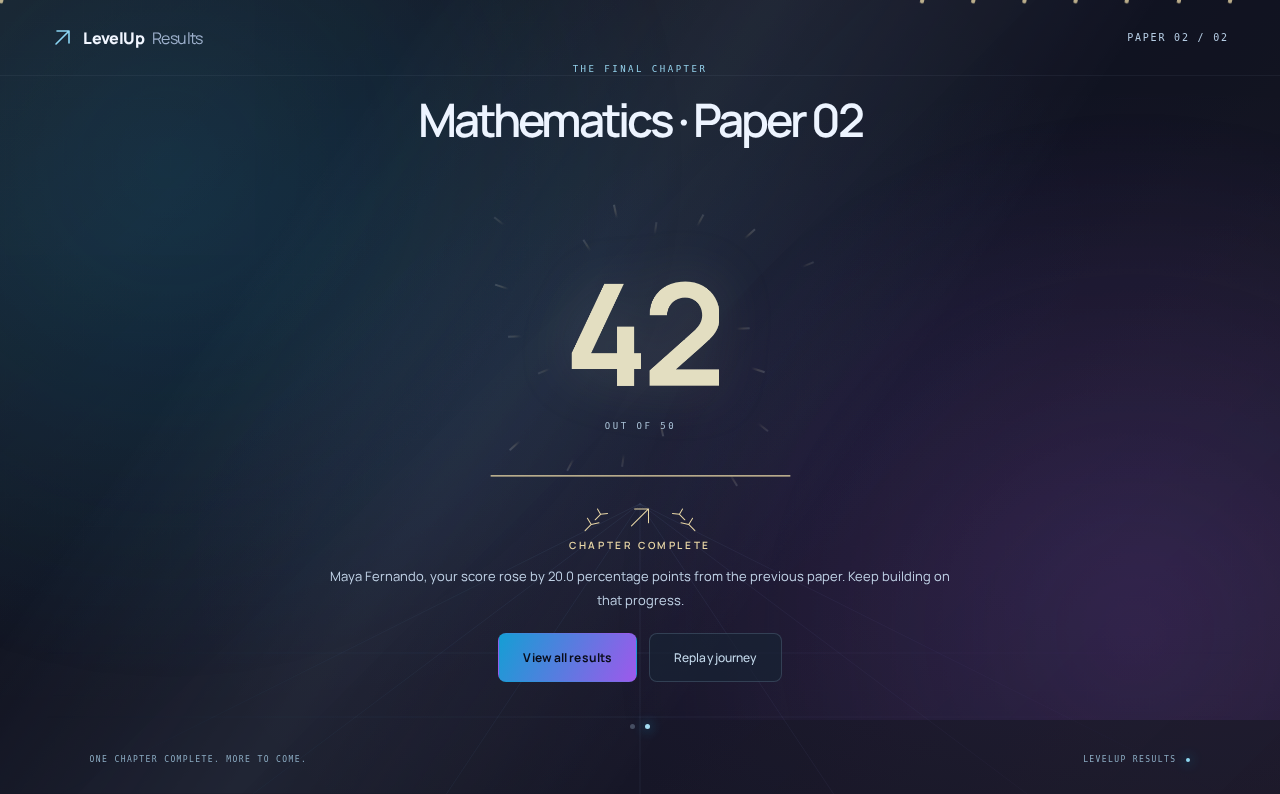 LevelUp Results
PAPER 02 / 02
THE FINAL CHAPTER
Mathematics · Paper 02
42
OUT OF 50
CHAPTER COMPLETE
Maya Fernando, your score rose by 20.0 percentage points from the previous paper. Keep building on
that progress.
View all results
Replay journey
ONE CHAPTER COMPLETE. MORE TO COME.
LEVELUP RESULTS